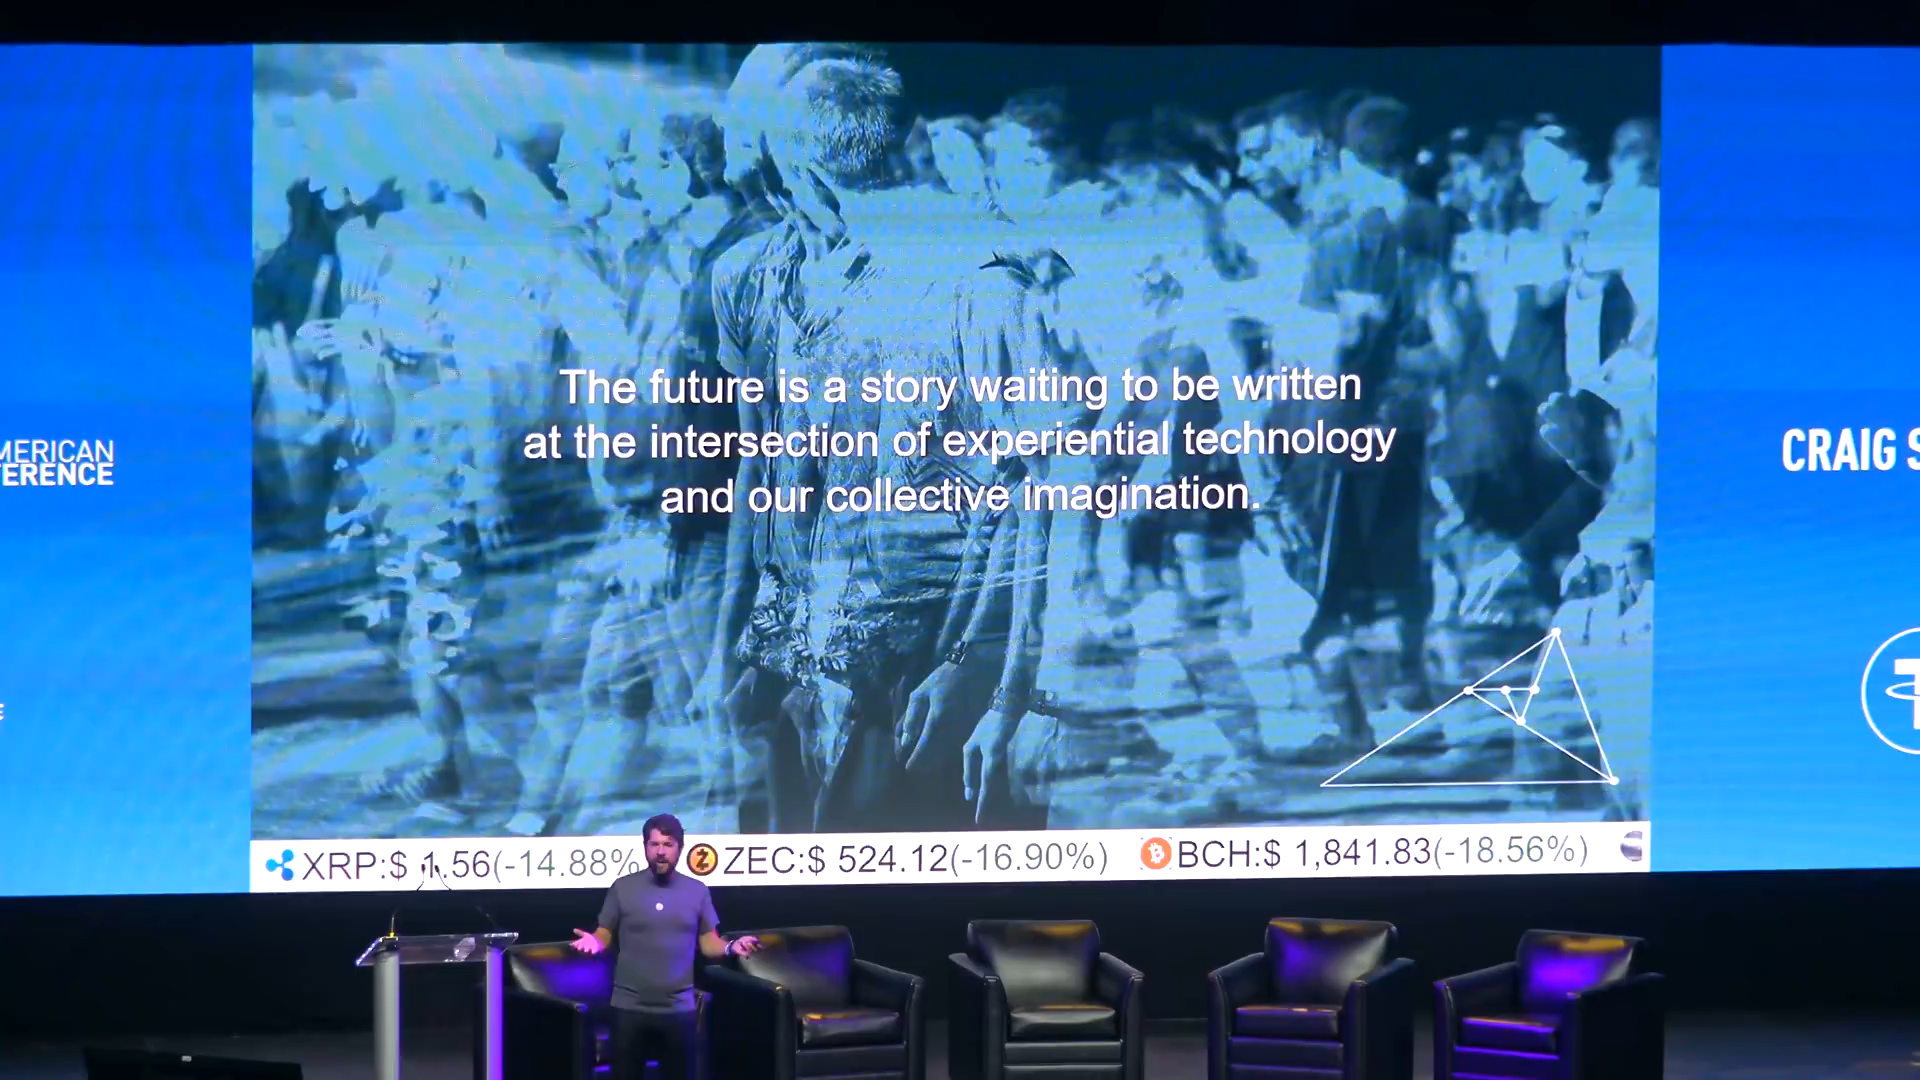 The future is a story waiting to be written
at the intersection of experiential technology
and our collective imagination.
MERICAN
ERENCE
CRAIG S
E
XRP:$ 1.56(-14.88% ZEC:$ 524.12(-16.90%) BCH:$ 1,841.83(-18.56%)